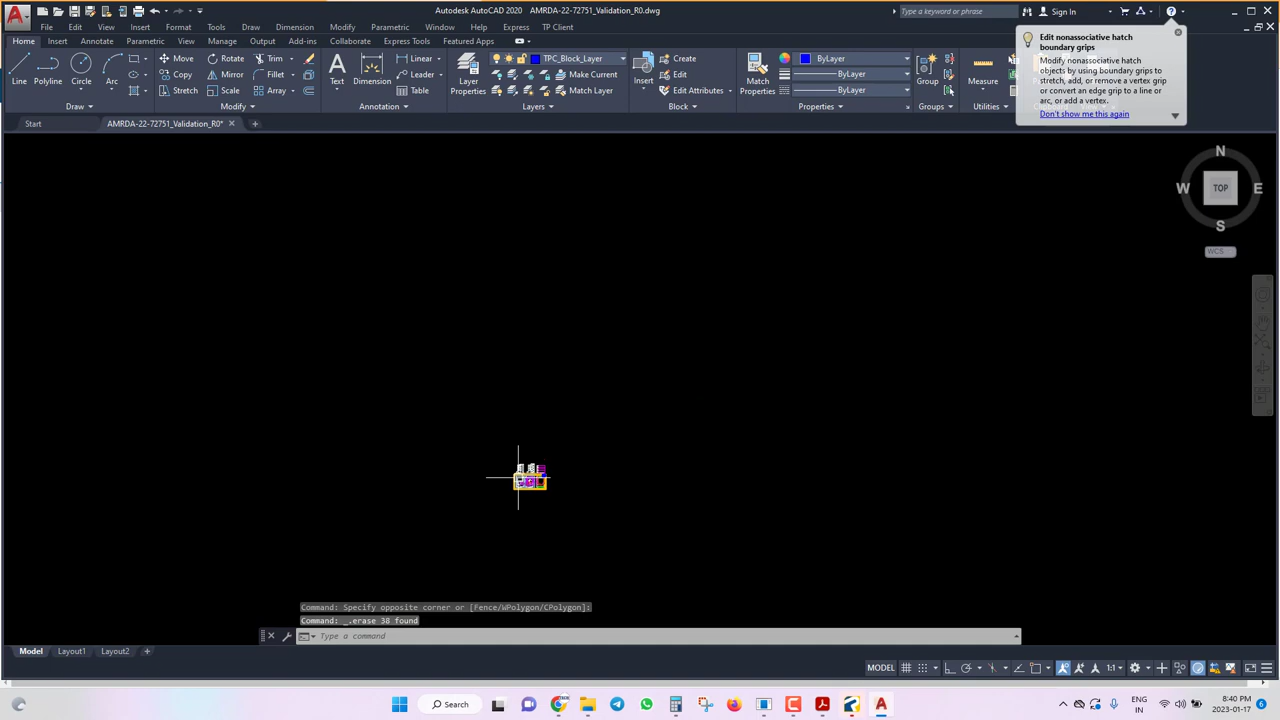 Autodesk AutoCAD 2020 AMRDA-22-72751_Validation_R0.dwg
Type a keyword or phrase
Sign In
File Edit View Insert Format Tools Draw Dimension Modify Parametric Window Help Express TP Client
Home Insert Annotate Parametric View Manage Output Add-ins Collaborate Express Tools Featured Apps
Line
Polyline
Circle
Arc
Draw
Move
Rotate
Trim
Copy
Mirror
Fillet
Stretch
Scale
Array
Modify
Text
Dimension
Linear
Leader
Table
Annotation
Layer
Properties
TPC_Block_Layer
Make Current
Match Layer
Layers
Insert
Create
Edit
Edit Attributes
Block
Match
Properties
ByLayer
ByLayer
ByLayer
Properties
Group
Groups
Measure
Utilities
Edit nonassociative hatch
boundary grips
Modify nonassociative hatch
objects by using boundary grips to
stretch, add, or remove a vertex grip
or convert an edge grip to a line or
arc, or add a vertex.
Don't show me this again
Start
AMRDA-22-72751_Validation_R0*
N
W
TOP
E
S
WCS
Command: Specify opposite corner or [Fence/WPolygon/CPolygon]:
Command: _.erase 38 found
Type a command
Model Layout1 Layout2
MODEL
1:1
Search
ENG
IN
8:40 PM
2023-01-17
6